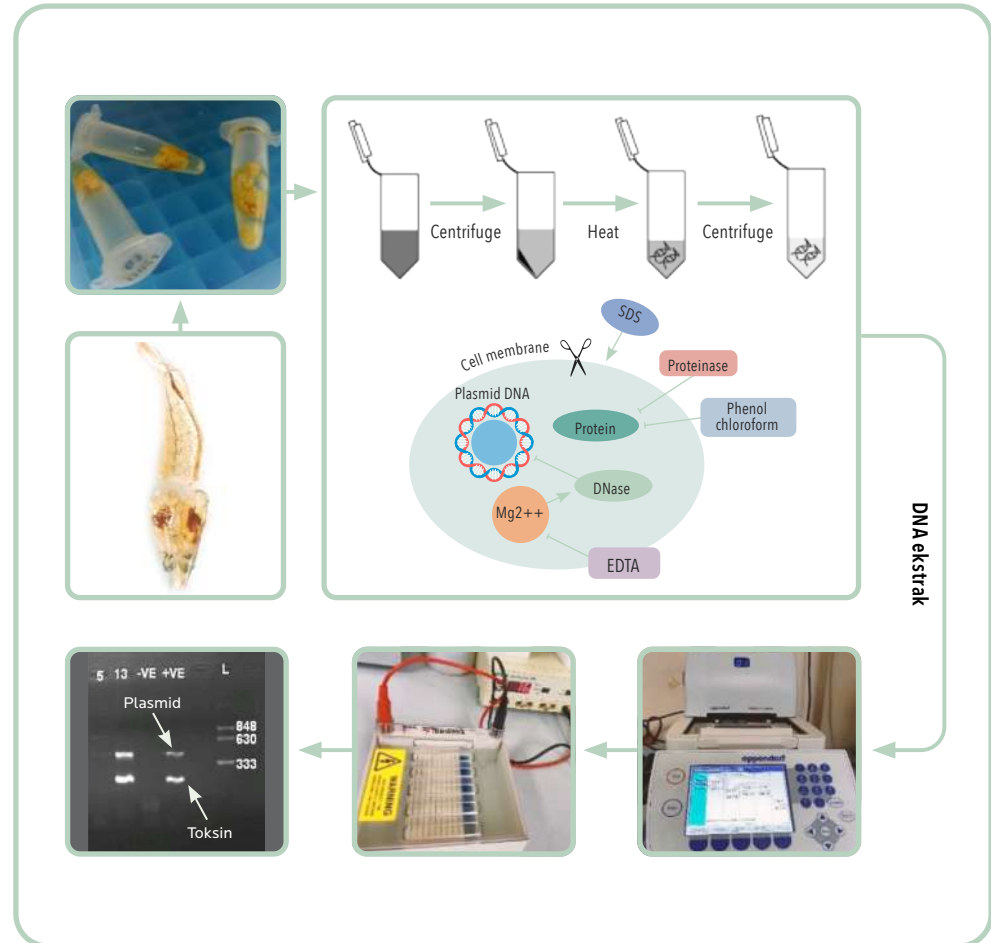 Centrifuge
Heat
Centrifuge
SDS
Cell membrane
Proteinase
Plasmid DNA
Phenol
chloroform
Protein
DNase
Mg2++
EDTA
DNA ekstrak
5 13 -VE +VE L
Plasmid
848
630
333
Toksin
WARNING
eppendorf